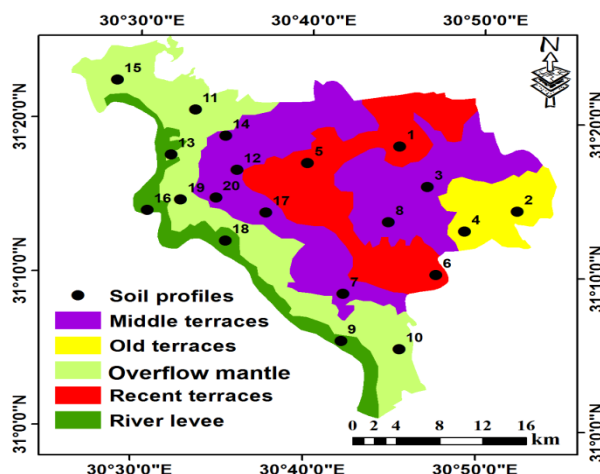 30°30'0"E 30°40'0"E 30°50'0"E
N
15
11
14
13
12
5
1
3
16
19
20
17
8
2
4
18
6
7
9
10
31°20'0"N
31°10'0"N
31°0'0"N
31°20'0"N
31°10'0"N
31°0'0"N
Soil profiles
Middle terraces
Old terraces
Overflow mantle
Recent terraces
River levee
0 2 4 8 12 16
km
30°30'0"E 30°40'0"E 30°50'0"E